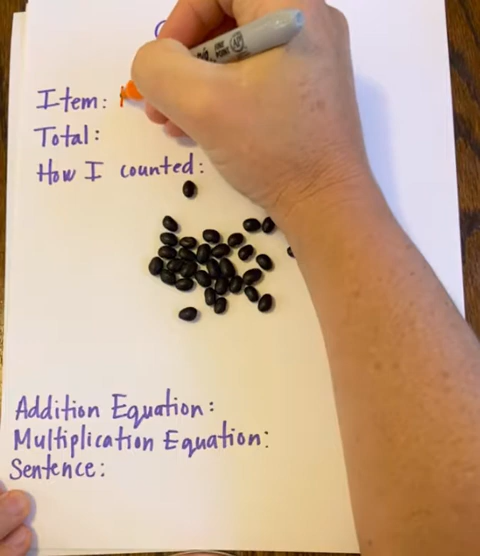 Item:
Total:
How I counted:
Addition Equation:
Multiplication Equation:
Sentence: